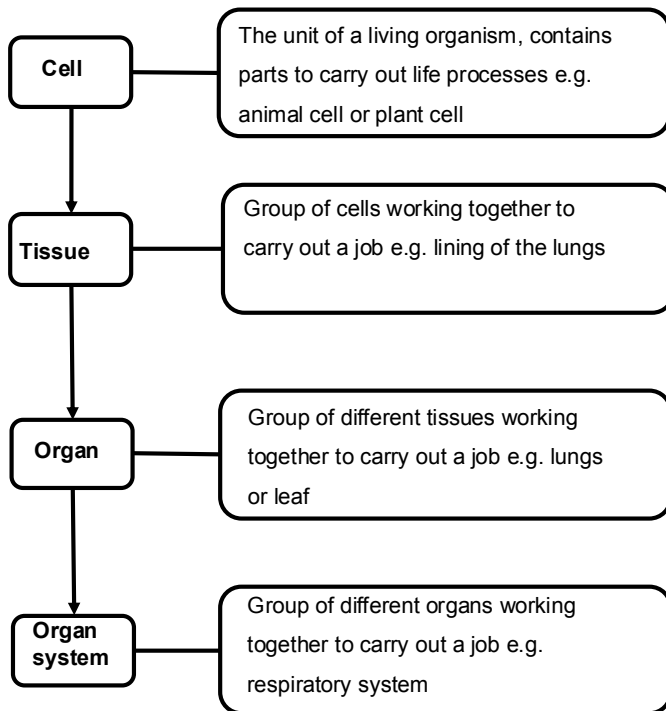 Cell
The unit of a living organism, contains
parts to carry out life processes e.g.
animal cell or plant cell
Tissue
Group of cells working together to
carry out a job e.g. lining of the lungs
Organ
Group of different tissues working
together to carry out a job e.g. lungs
or leaf
Organ
system
Group of different organs working
together to carry out a job e.g.
respiratory system